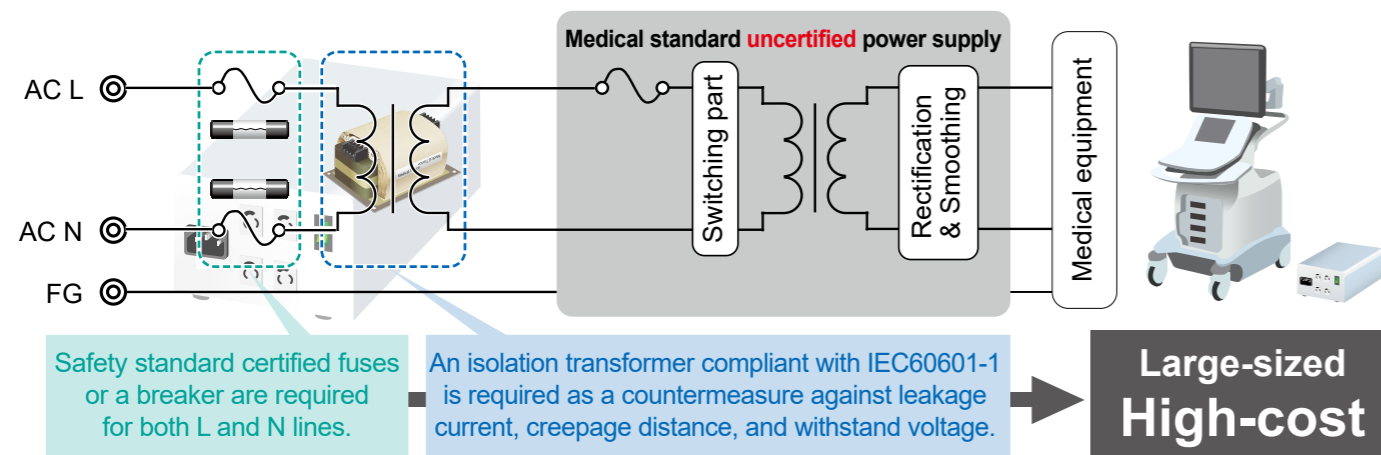 Medical standard uncertified power supply
AC L
AC N
FG
Switching part
Rectification
& Smoothing
Medical equipment
Safety standard certified fuses
or a breaker are required
for both L and N lines.
An isolation transformer compliant with IEC60601-1
is required as a countermeasure against leakage
current, creepage distance, and withstand voltage.
Large-sized
High-cost